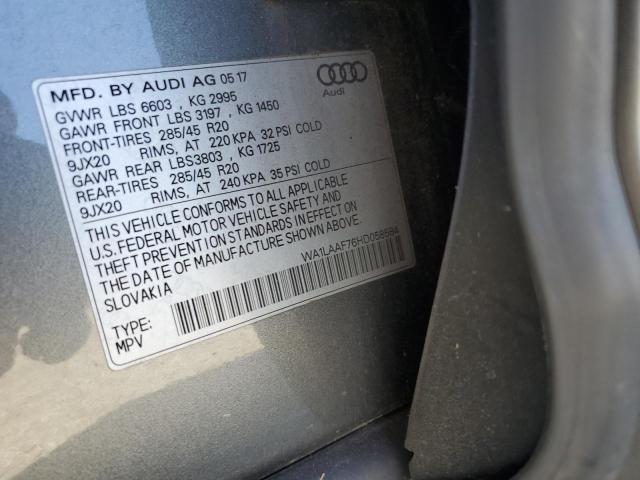 MFD. BY AUDI AG 05 17
Audi
GVWR LBS 6603 , KG 2995
GAWR FRONT LBS 3197 , KG 1450
FRONT-TIRES 285/45 R20
9JX20 RIMS, AT 220 KPA 32 PSI COLD
GAWR REAR LBS3803 , KG 1725
REAR-TIRES 285/45 R20
9JX20 RIMS, AT 240 KPA 35 PSI COLD
THIS VEHICLE CONFORMS TO ALL APPLICABLE
U.S. FEDERAL MOTOR VEHICLE SAFETY AND
THEFT PREVENTION STANDARDS IN EFFECT ON
THE DATE OF MANUFACTURE SHOWN ABOVE.
SLOVAKIA
WA1LAAF76HD058584
TYPE:
MPV